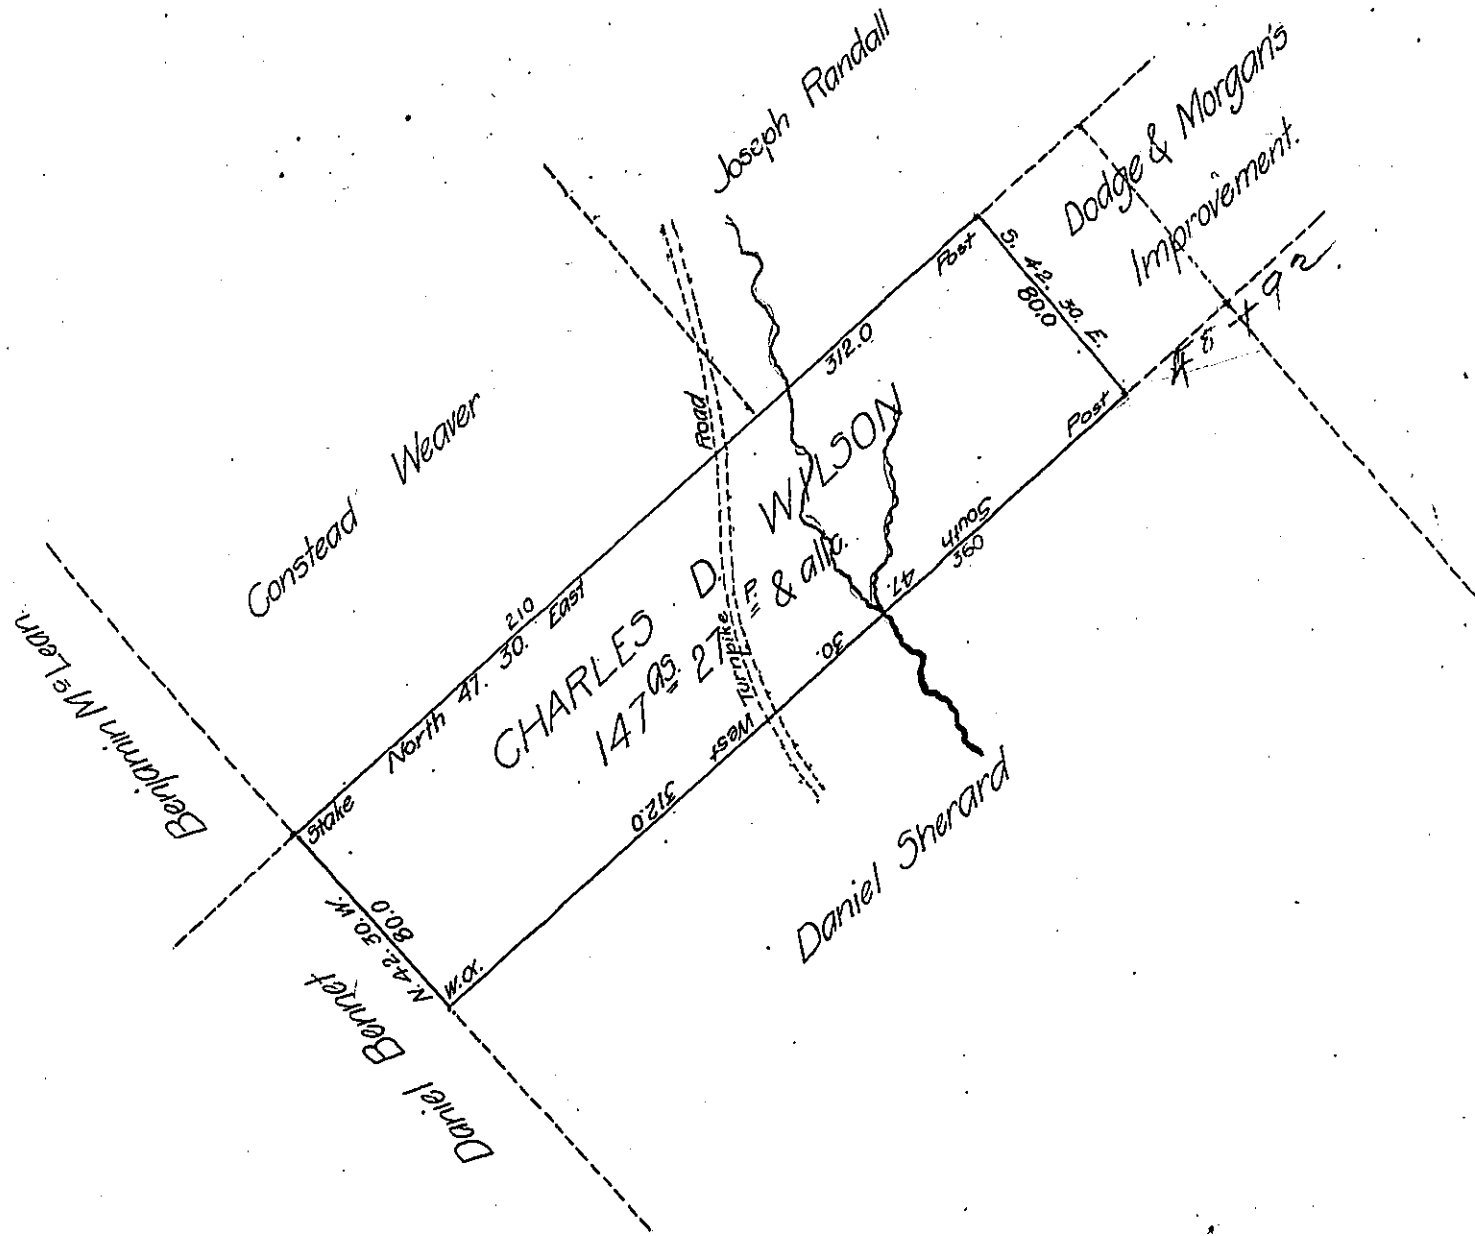 Joseph Randall
Dodge & Morgan's
Improvement.
Constead Weaver
Benjamin McLean.
Daniel Bennet
Daniel Sherard
CHARLES D. WILSON
147 as. 27 P. & allc.
Turnpike
Road
Stake
North 47. 30. East
210
312.0
Post
S. 42. 30. E.
80.0
Post
South 47. 30. West
360
312.0
W.O.
N. 42. 30. W.
80.0